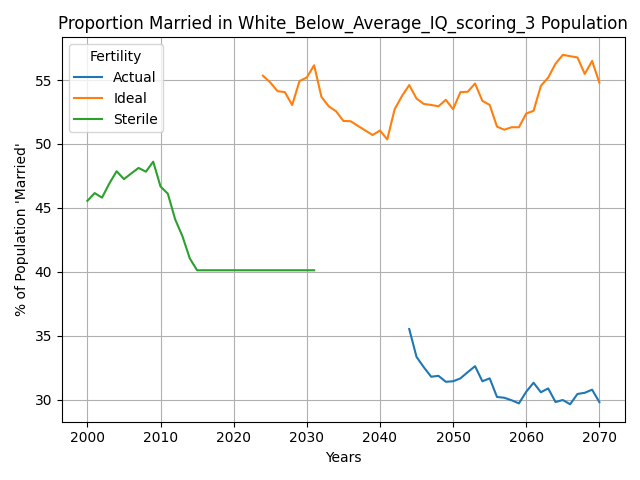 Proportion Married in White_Below_Average_IQ_scoring_3 Population
Fertility
Actual
Ideal
Sterile
% of Population 'Married'
55
50
45
40
35
30
2000 2010 2020 2030 2040 2050 2060 2070
Years